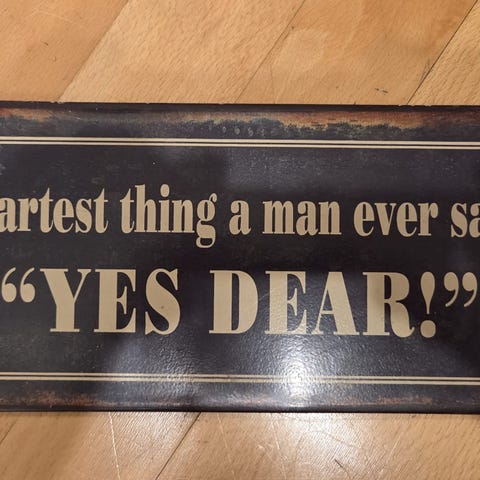 artest thing a man ever sa
“YES DEAR!”